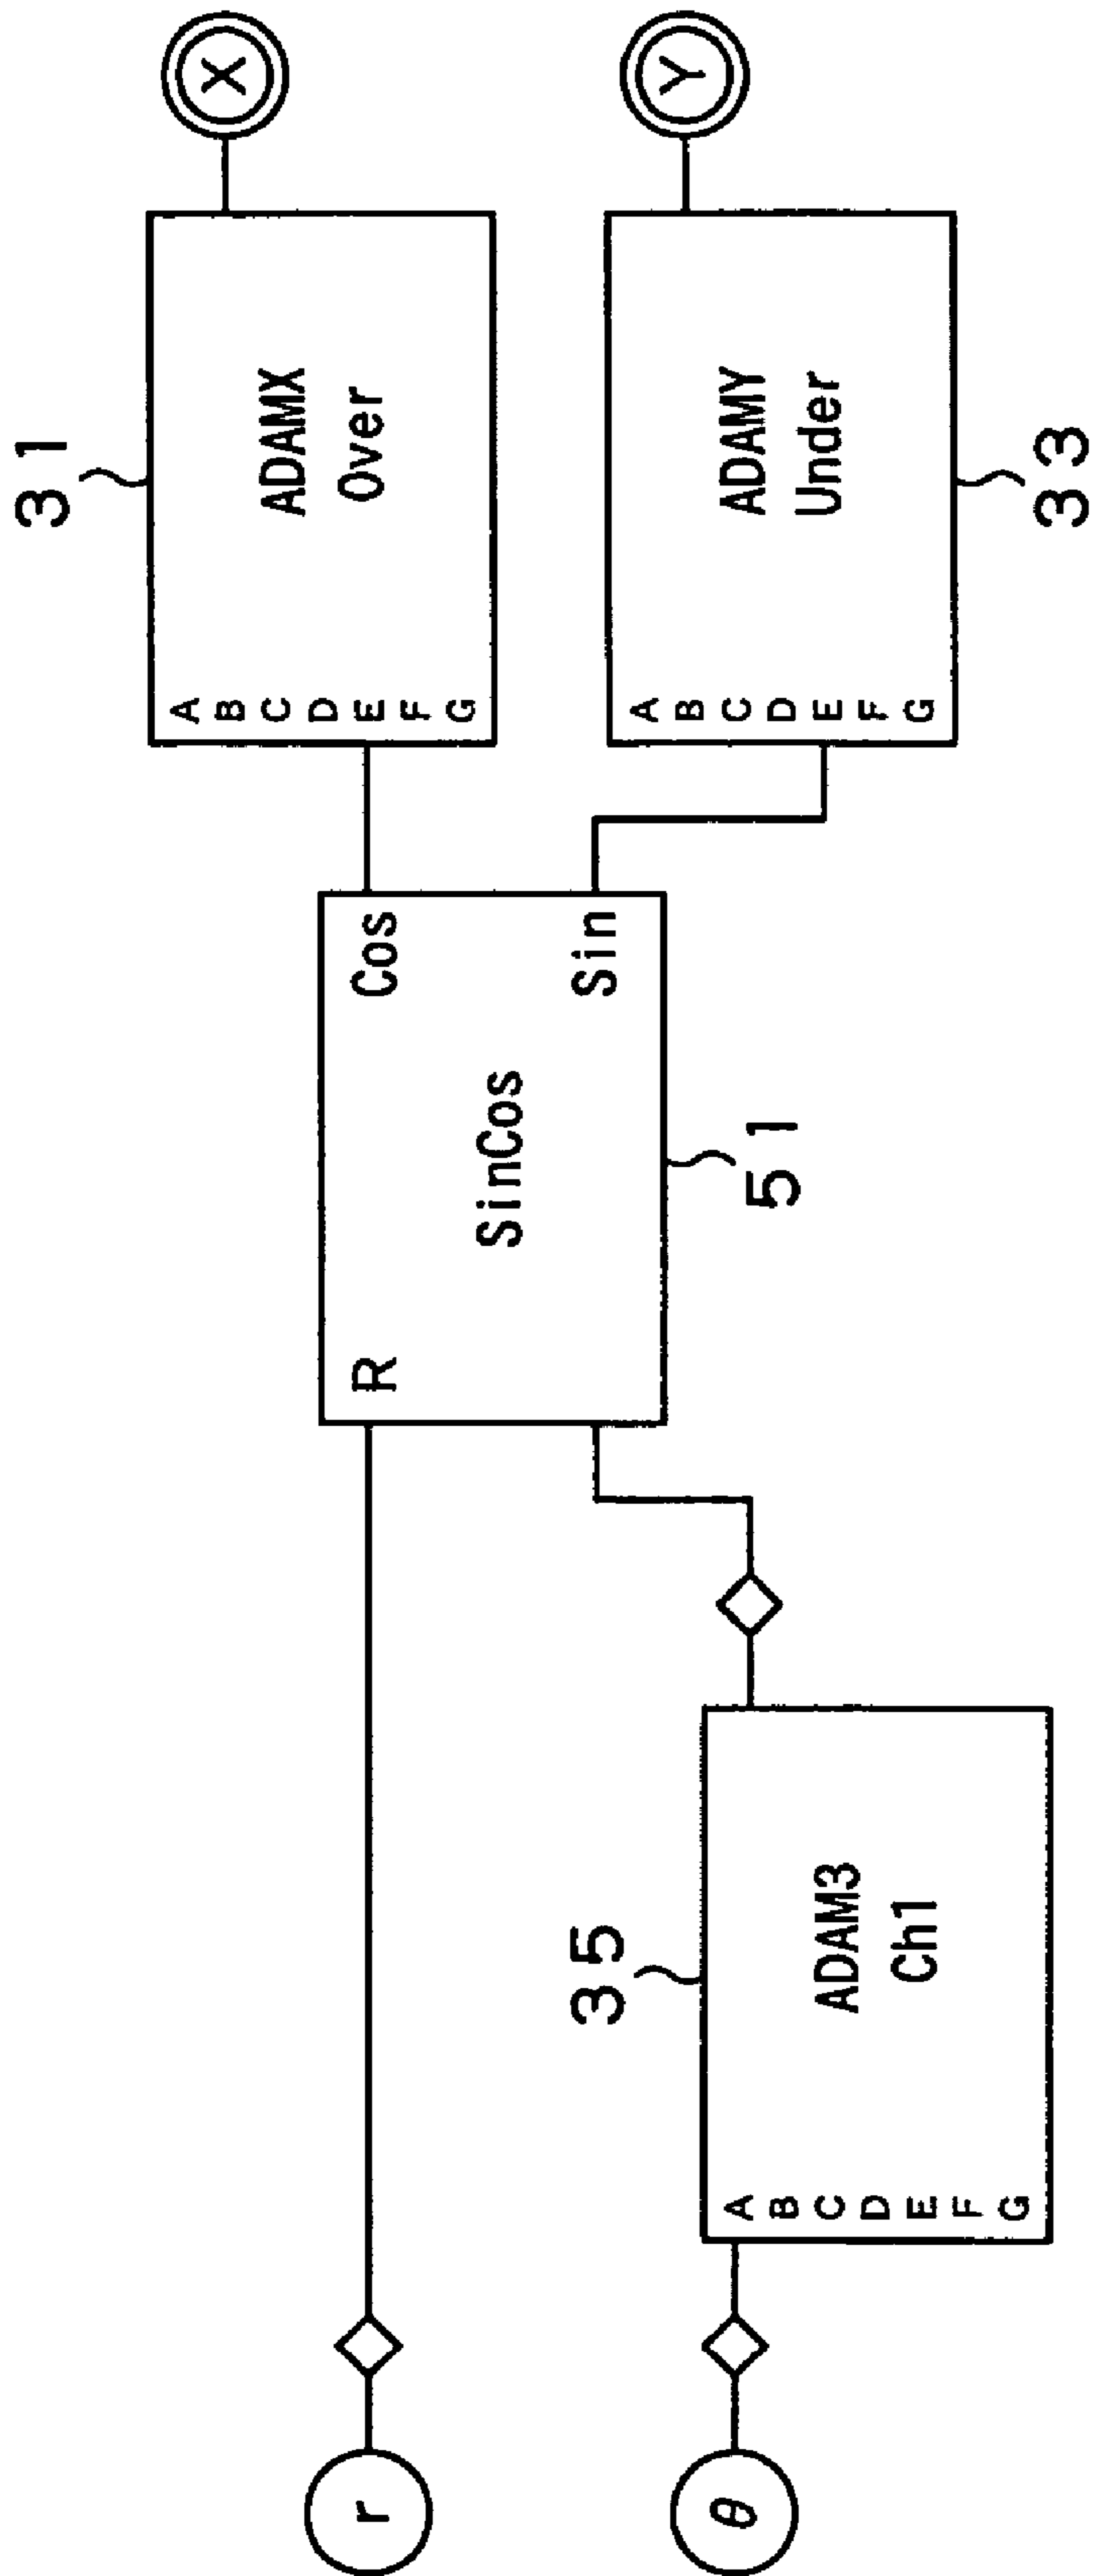 31
ADAMX
Over
A
B
C
D
E
F
G
X
R
SinCos
Cos
Sin
51
r
ADAMY
Under
A
B
C
D
E
F
G
33
Y
35
ADAM3
Ch1
A
B
C
D
E
F
G
θ